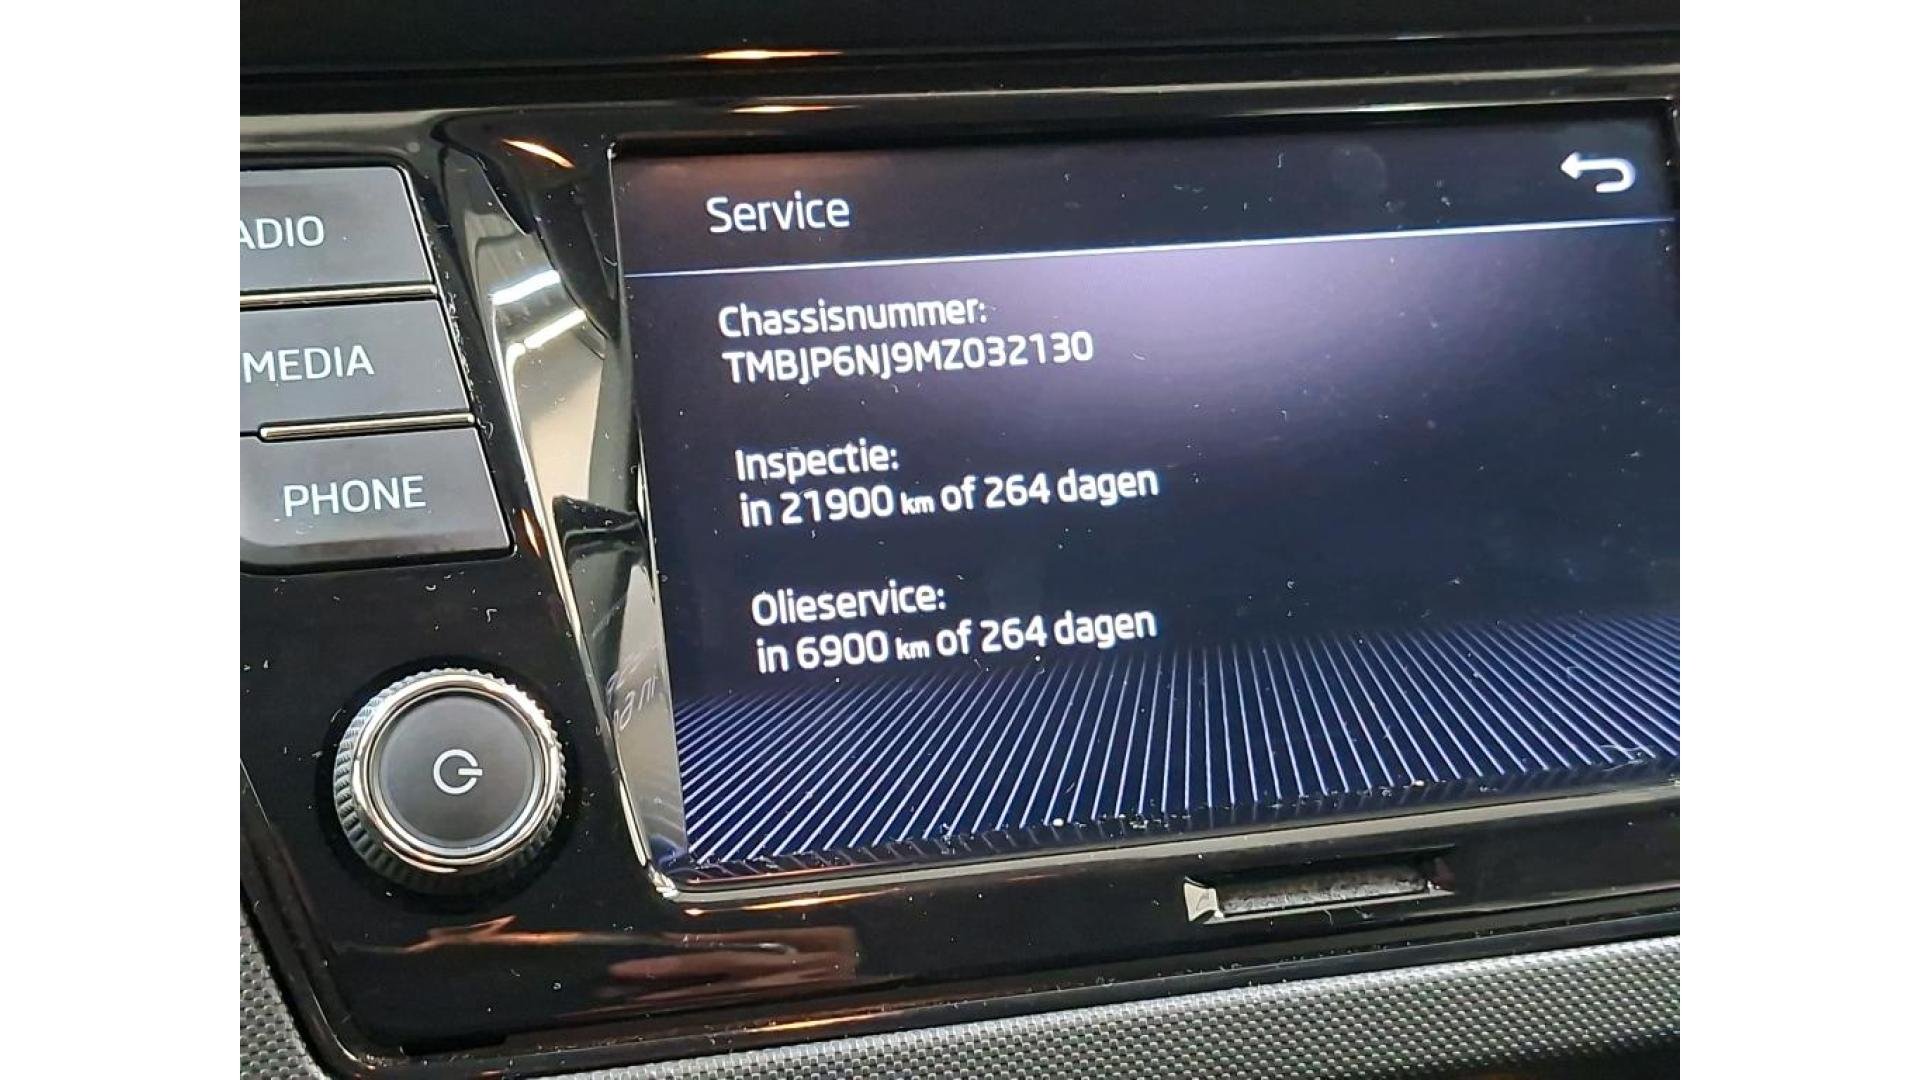 ADIO
MEDIA
PHONE
Service
Chassisnummer:
TMBJP6NJ9MZ032130
Inspectie:
in 21900 km of 264 dagen
Olieservice:
in 6900 km of 264 dagen